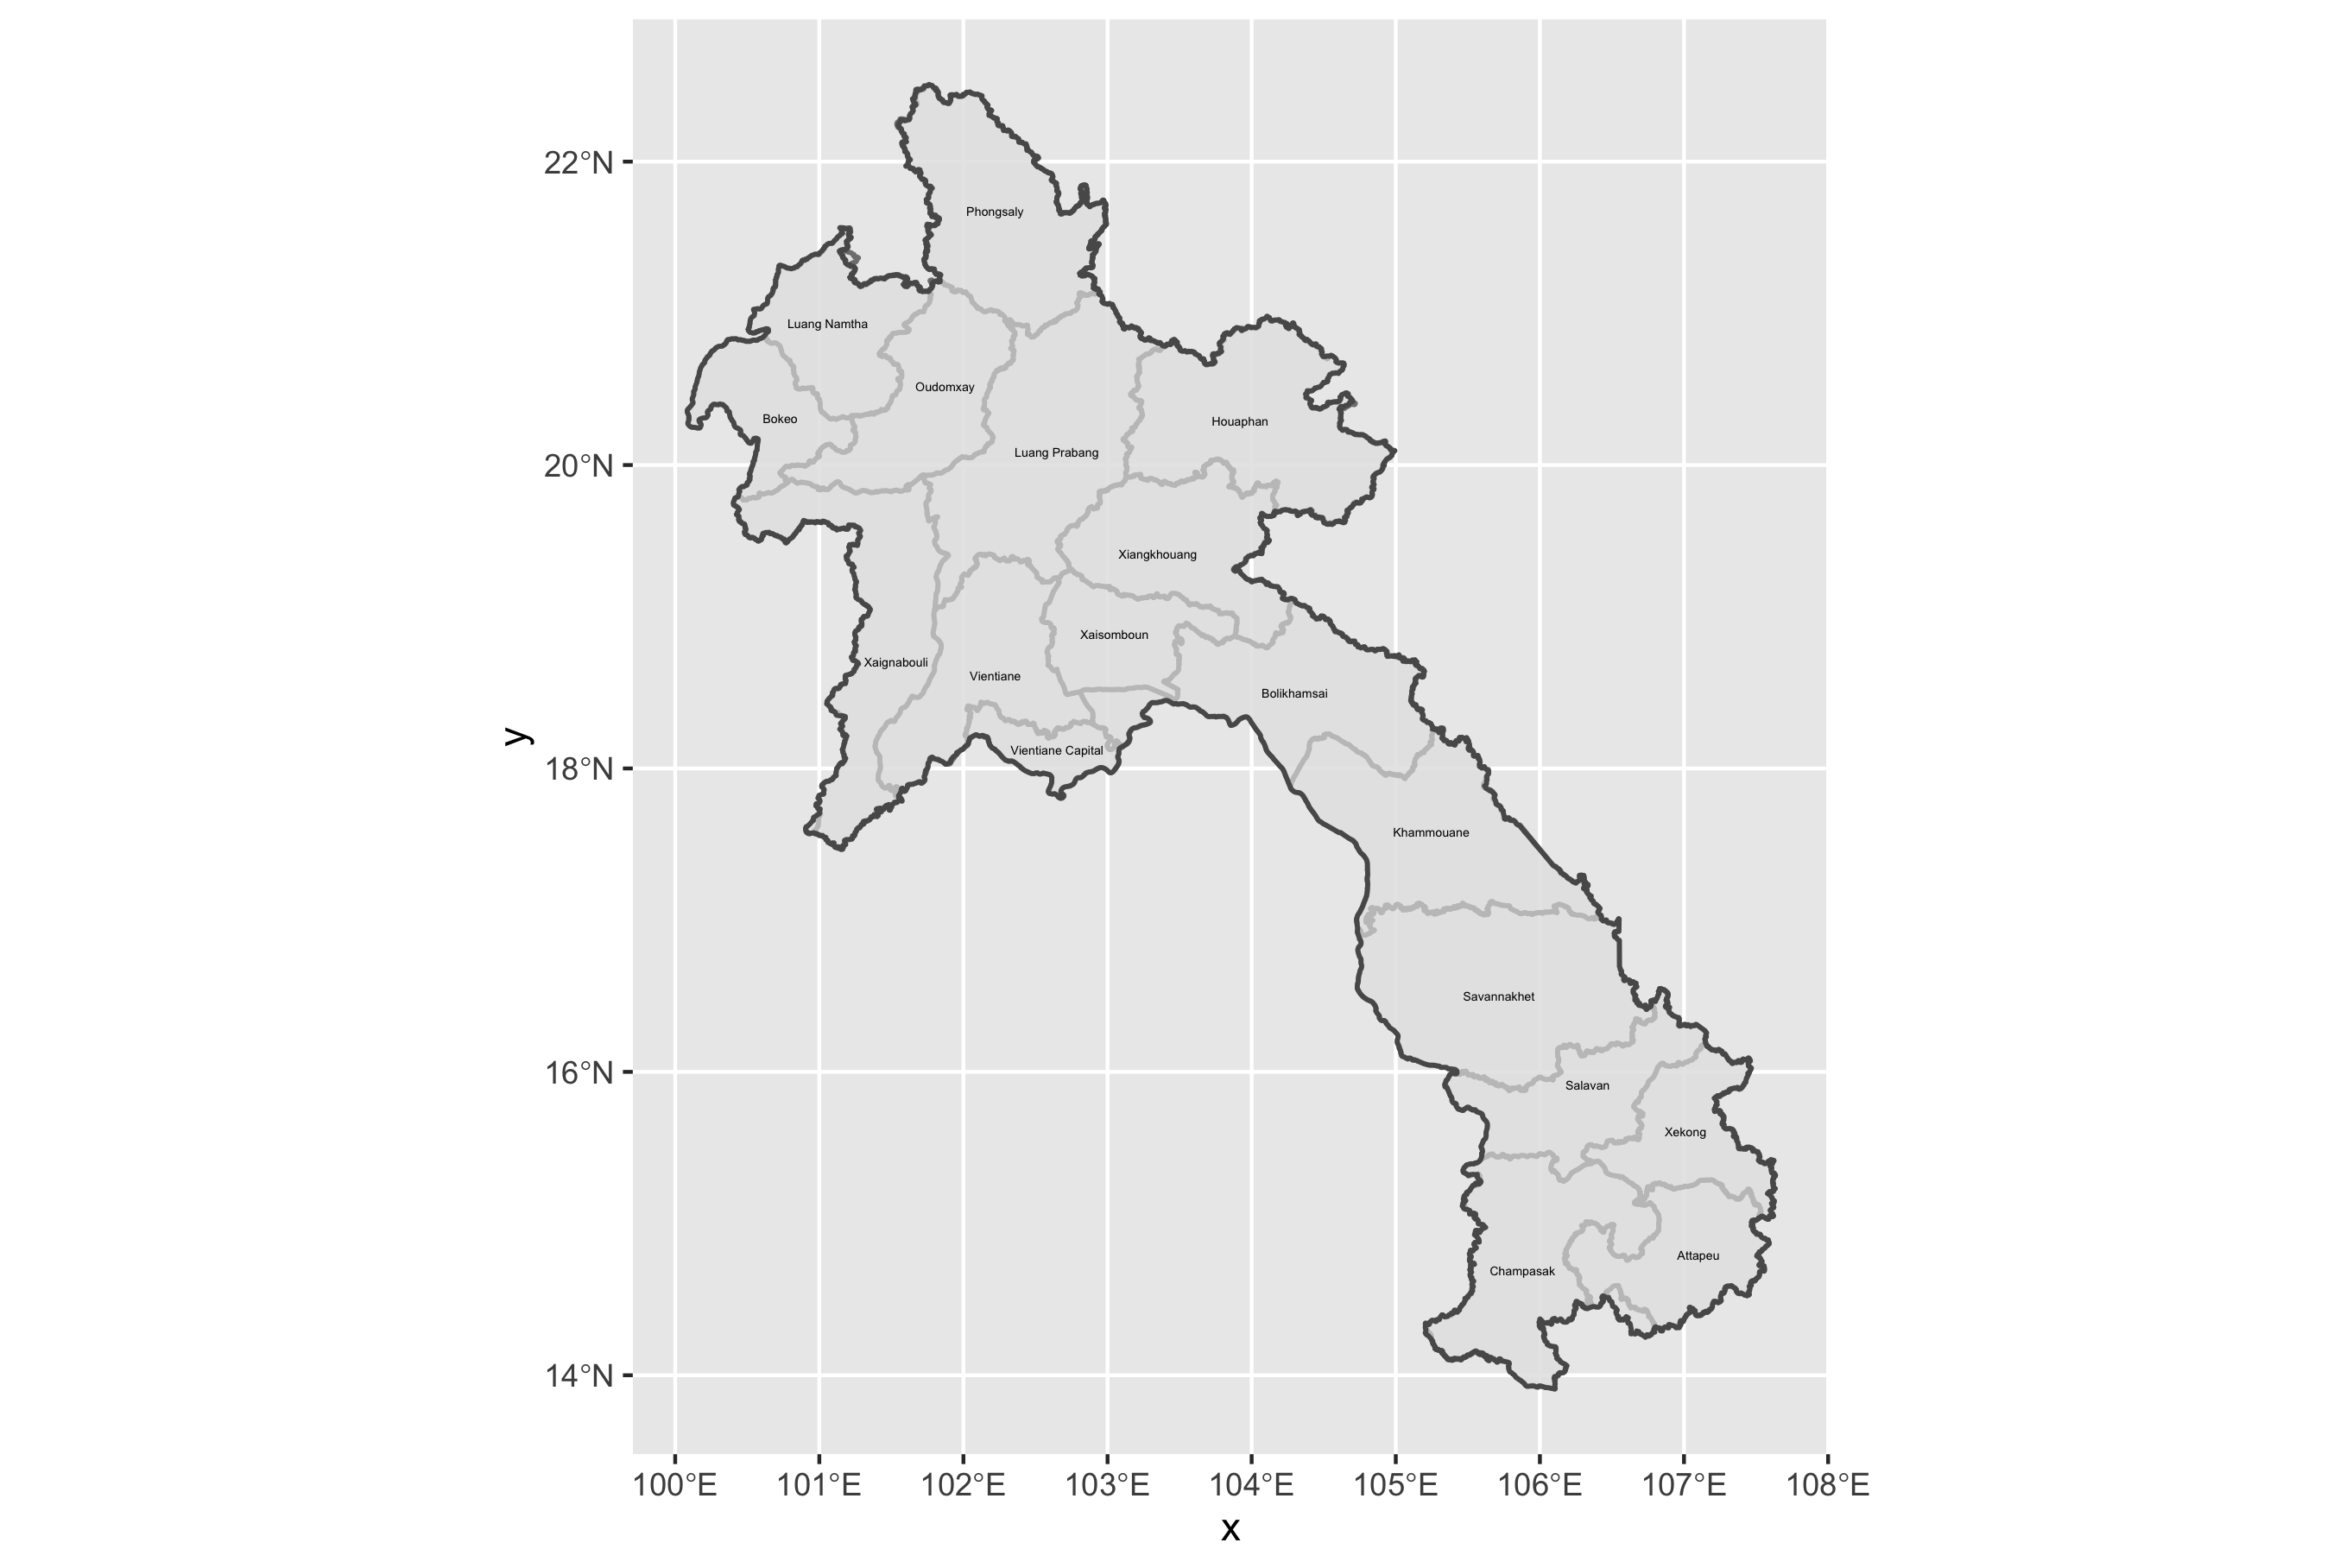 22°N
20°N
18°N
16°N
14°N
y
Phongsaly
Luang Namtha
Oudomxay
Bokeo
Houaphan
Luang Prabang
Xiangkhouang
Xaisomboun
Xaignabouli
Vientiane
Bolikhamsai
Vientiane Capital
Khammouane
Savannakhet
Salavan
Xekong
Attapeu
Champasak
100°E 101°E 102°E 103°E 104°E 105°E 106°E 107°E 108°E
x